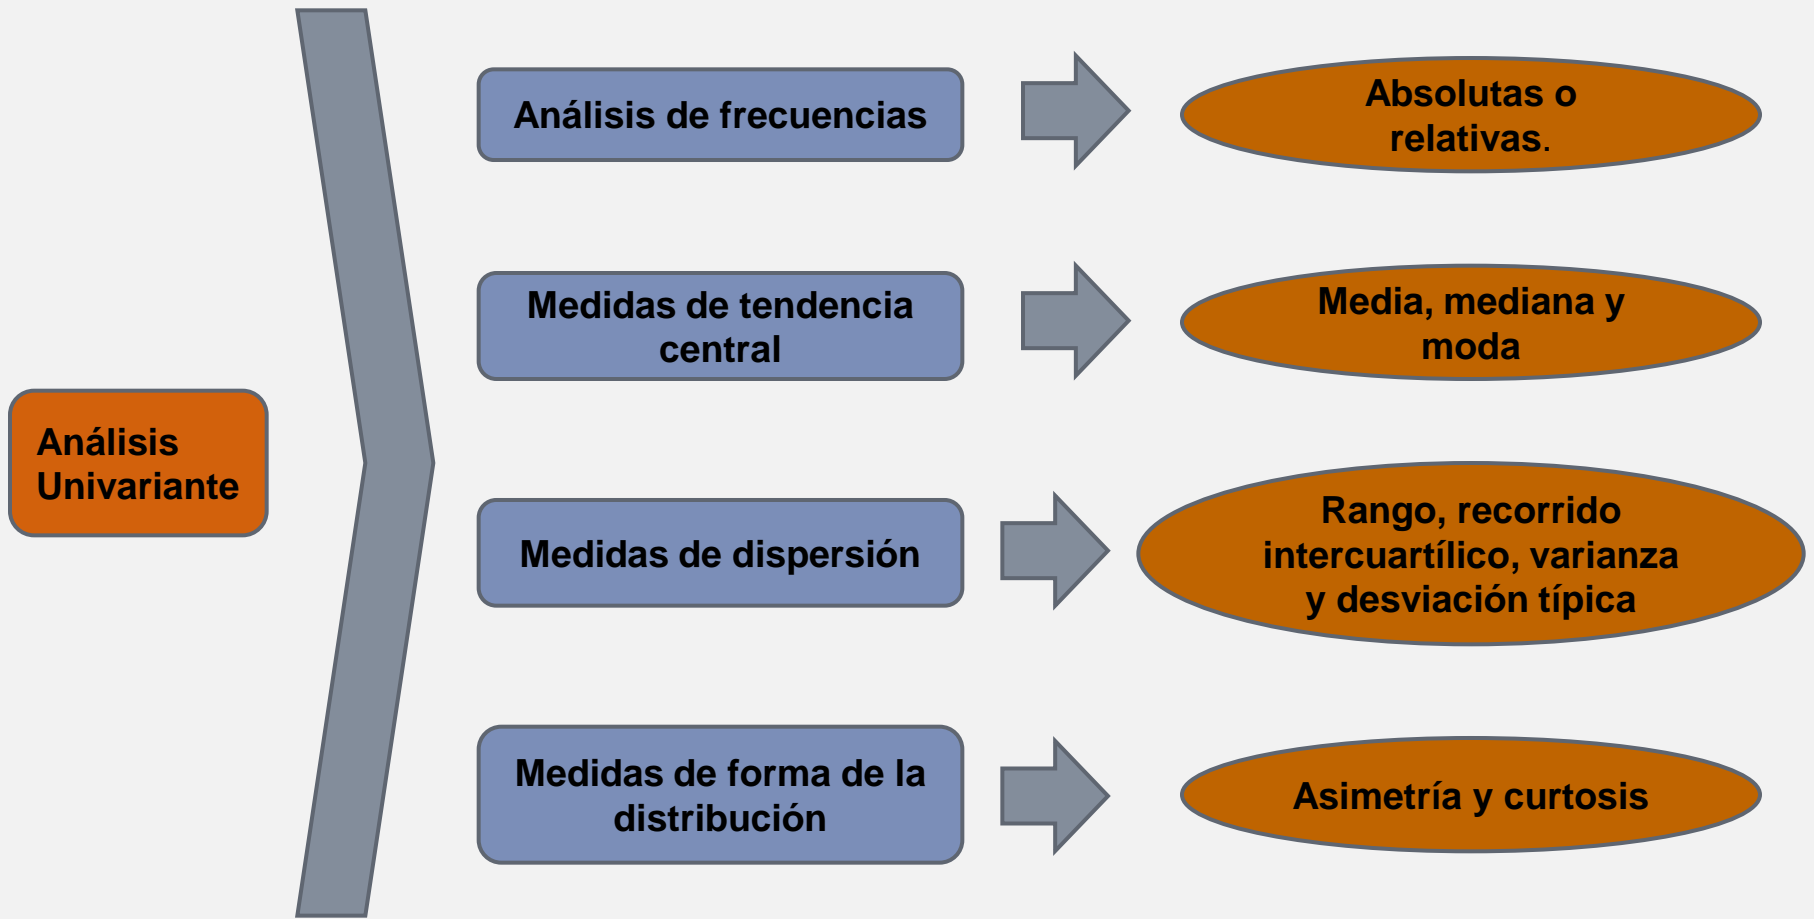 Análisis
Univariante
Análisis de frecuencias
Absolutas o
relativas.
Medidas de tendencia
central
Media, mediana y
moda
Medidas de dispersión
Rango, recorrido
intercuartílico, varianza
y desviación típica
Medidas de forma de la
distribución
Asimetría y curtosis